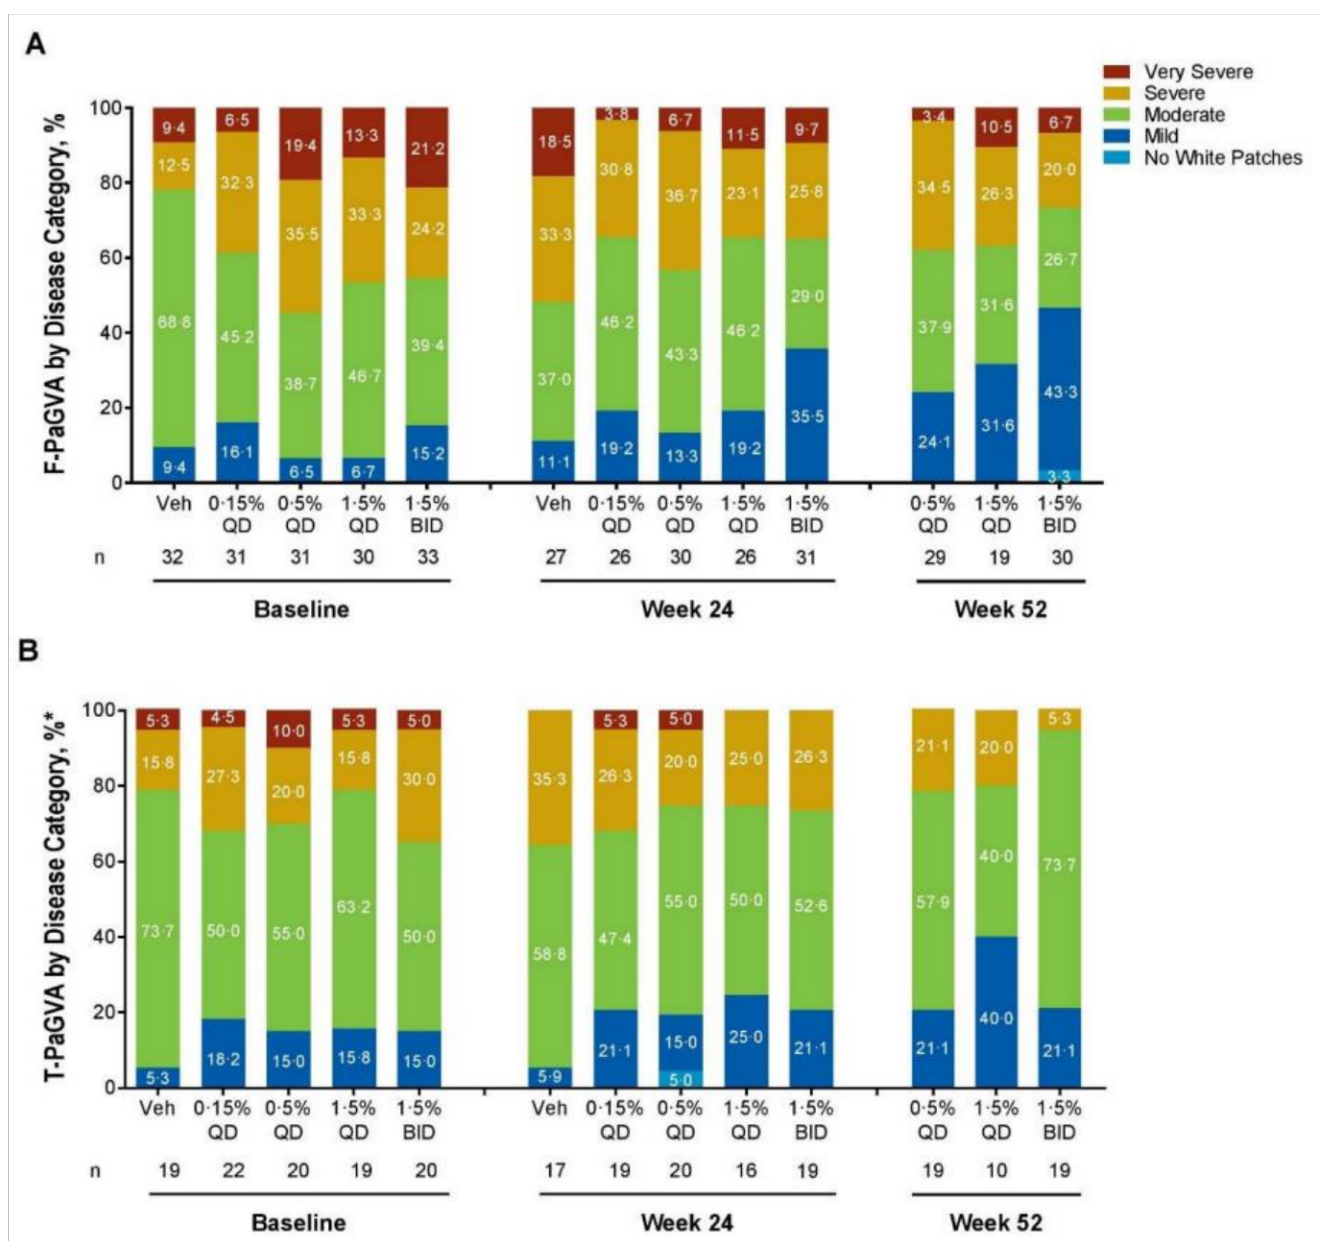 A
Very Severe
Severe
Moderate
Mild
No White Patches
F-PaGVA by Disease Category, %
100
80
60
40
20
0
9·4 6·5 19·4 13·3 21·2 18·5 3·8 6·7 11·5 9·7 3·4 10·5 6·7
12·5 32·3 35·5 33·3 24·2 33·3 30·8 36·7 23·1 25·8 34·5 26·3 20·0
68·8 45·2 38·7 46·7 39·4 37·0 46·2 43·3 46·2 29·0 37·9 31·6 26·7
9·4 16·1 6·5 6·7 15·2 11·1 19·2 13·3 19·2 35·5 24·1 31·6 43·3
3·3
Veh 0·15% 0·5% 1·5% 1·5% Veh 0·15% 0·5% 1·5% 1·5% 0·5% 1·5% 1·5%
QD QD QD BID QD QD QD BID QD QD BID
n 32 31 31 30 33 27 26 30 26 31 29 19 30
Baseline Week 24 Week 52
B
T-PaGVA by Disease Category, %*
100
80
60
40
20
0
5·3 4·5 10·0 5·3 5·0 5·3 5·0
15·8 27·3 20·0 15·8 30·0 35·3 26·3 20·0 25·0 26·3 21·1 20·0 5·3
73·7 50·0 55·0 63·2 50·0 58·8 47·4 55·0 50·0 52·6 57·9 40·0 73·7
5·3 18·2 15·0 15·8 15·0 5·9 21·1 15·0 25·0 21·1 21·1 40·0 21·1
5·0
Veh 0·15% 0·5% 1·5% 1·5% Veh 0·15% 0·5% 1·5% 1·5% 0·5% 1·5% 1·5%
QD QD QD BID QD QD QD BID QD QD BID
n 19 22 20 19 20 17 19 20 16 19 19 10 19
Baseline Week 24 Week 52